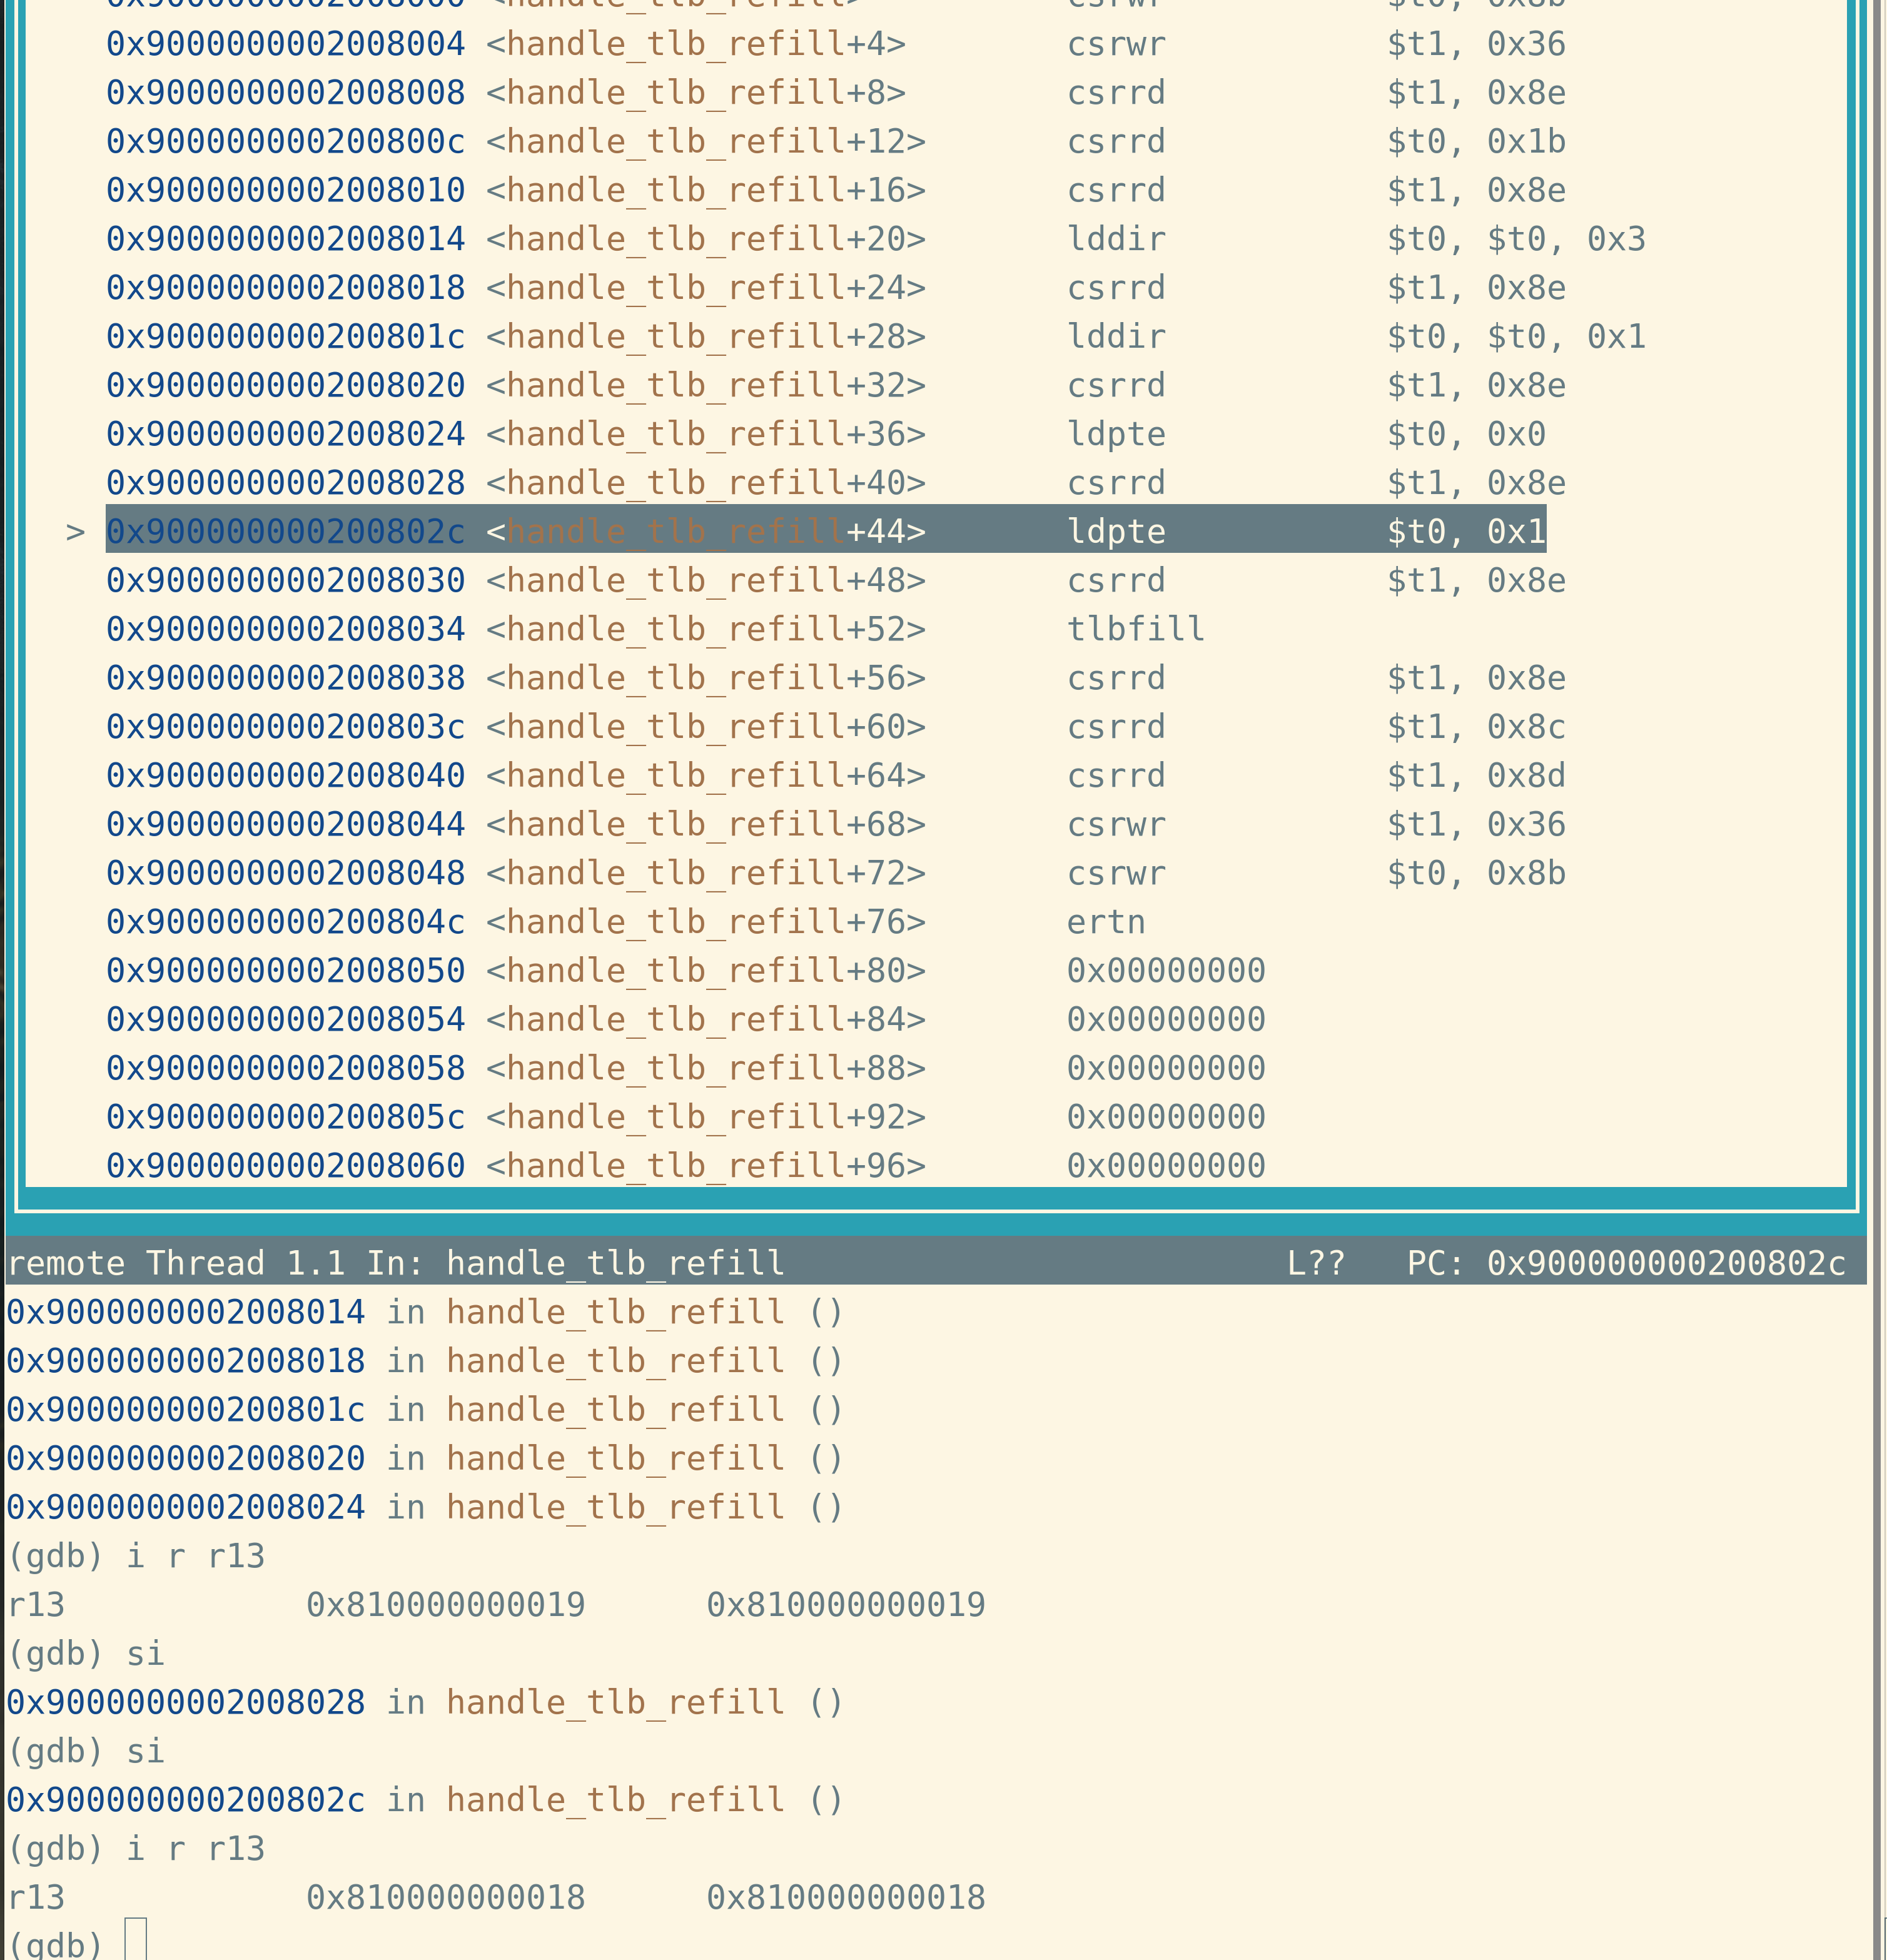 0x9000000002008000 <handle_tlb_refill> csrwr $t0, 0x8b
0x9000000002008004 <handle_tlb_refill+4> csrwr $t1, 0x36
0x9000000002008008 <handle_tlb_refill+8> csrrd $t1, 0x8e
0x900000000200800c <handle_tlb_refill+12> csrrd $t0, 0x1b
0x9000000002008010 <handle_tlb_refill+16> csrrd $t1, 0x8e
0x9000000002008014 <handle_tlb_refill+20> lddir $t0, $t0, 0x3
0x9000000002008018 <handle_tlb_refill+24> csrrd $t1, 0x8e
0x900000000200801c <handle_tlb_refill+28> lddir $t0, $t0, 0x1
0x9000000002008020 <handle_tlb_refill+32> csrrd $t1, 0x8e
0x9000000002008024 <handle_tlb_refill+36> ldpte $t0, 0x0
0x9000000002008028 <handle_tlb_refill+40> csrrd $t1, 0x8e
> 0x900000000200802c <handle_tlb_refill+44> ldpte $t0, 0x1
0x9000000002008030 <handle_tlb_refill+48> csrrd $t1, 0x8e
0x9000000002008034 <handle_tlb_refill+52> tlbfill
0x9000000002008038 <handle_tlb_refill+56> csrrd $t1, 0x8e
0x900000000200803c <handle_tlb_refill+60> csrrd $t1, 0x8c
0x9000000002008040 <handle_tlb_refill+64> csrrd $t1, 0x8d
0x9000000002008044 <handle_tlb_refill+68> csrwr $t1, 0x36
0x9000000002008048 <handle_tlb_refill+72> csrwr $t0, 0x8b
0x900000000200804c <handle_tlb_refill+76> ertn
0x9000000002008050 <handle_tlb_refill+80> 0x00000000
0x9000000002008054 <handle_tlb_refill+84> 0x00000000
0x9000000002008058 <handle_tlb_refill+88> 0x00000000
0x900000000200805c <handle_tlb_refill+92> 0x00000000
0x9000000002008060 <handle_tlb_refill+96> 0x00000000
remote Thread 1.1 In: handle_tlb_refill L?? PC: 0x900000000200802c
0x9000000002008014 in handle_tlb_refill ()
0x9000000002008018 in handle_tlb_refill ()
0x900000000200801c in handle_tlb_refill ()
0x9000000002008020 in handle_tlb_refill ()
0x9000000002008024 in handle_tlb_refill ()
(gdb) i r r13
r13 0x810000000019 0x810000000019
(gdb) si
0x9000000002008028 in handle_tlb_refill ()
(gdb) si
0x900000000200802c in handle_tlb_refill ()
(gdb) i r r13
r13 0x810000000018 0x810000000018
(gdb)